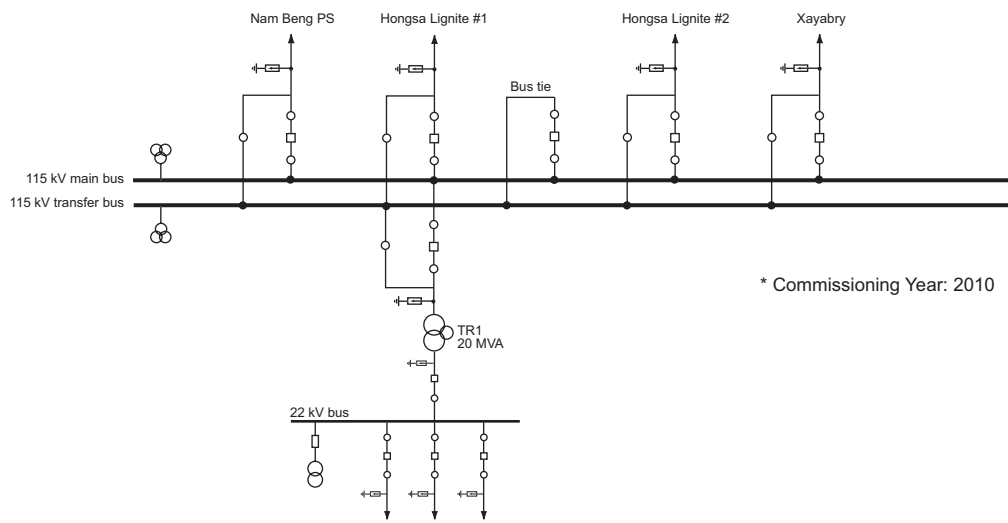 Nam Beng PS
Hongsa Lignite #1
Hongsa Lignite #2
Xayabry
Bus tie
115 kV main bus
115 kV transfer bus
* Commissioning Year: 2010
TR1
20 MVA
22 kV bus